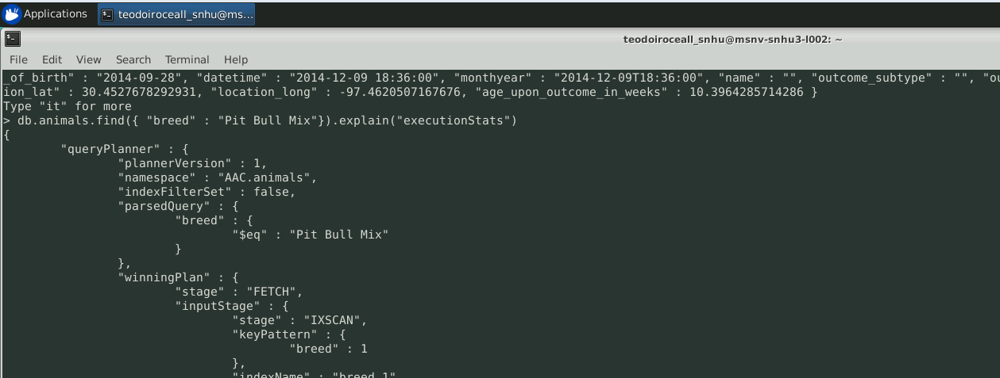 Applications
teodoiroceall_snhu@ms...
teodoiroceall_snhu@msnv-snhu3-l002: ~
File Edit View Search Terminal Help
_of_birth" : "2014-09-28", "datetime" : "2014-12-09 18:36:00", "monthyear" : "2014-12-09T18:36:00", "name" : "", "outcome_subtype" : "", "ou
ion_lat" : 30.4527678292931, "location_long" : -97.4620507167676, "age_upon_outcome_in_weeks" : 10.3964285714286 }
Type "it" for more
> db.animals.find({ "breed" : "Pit Bull Mix"}).explain("executionStats")
{
"queryPlanner" : {
"plannerVersion" : 1,
"namespace" : "AAC.animals",
"indexFilterSet" : false,
"parsedQuery" : {
"breed" : {
"$eq" : "Pit Bull Mix"
}
},
"winningPlan" : {
"stage" : "FETCH",
"inputStage" : {
"stage" : "IXSCAN",
"keyPattern" : {
"breed" : 1
},
"indexName" : "breed_1"